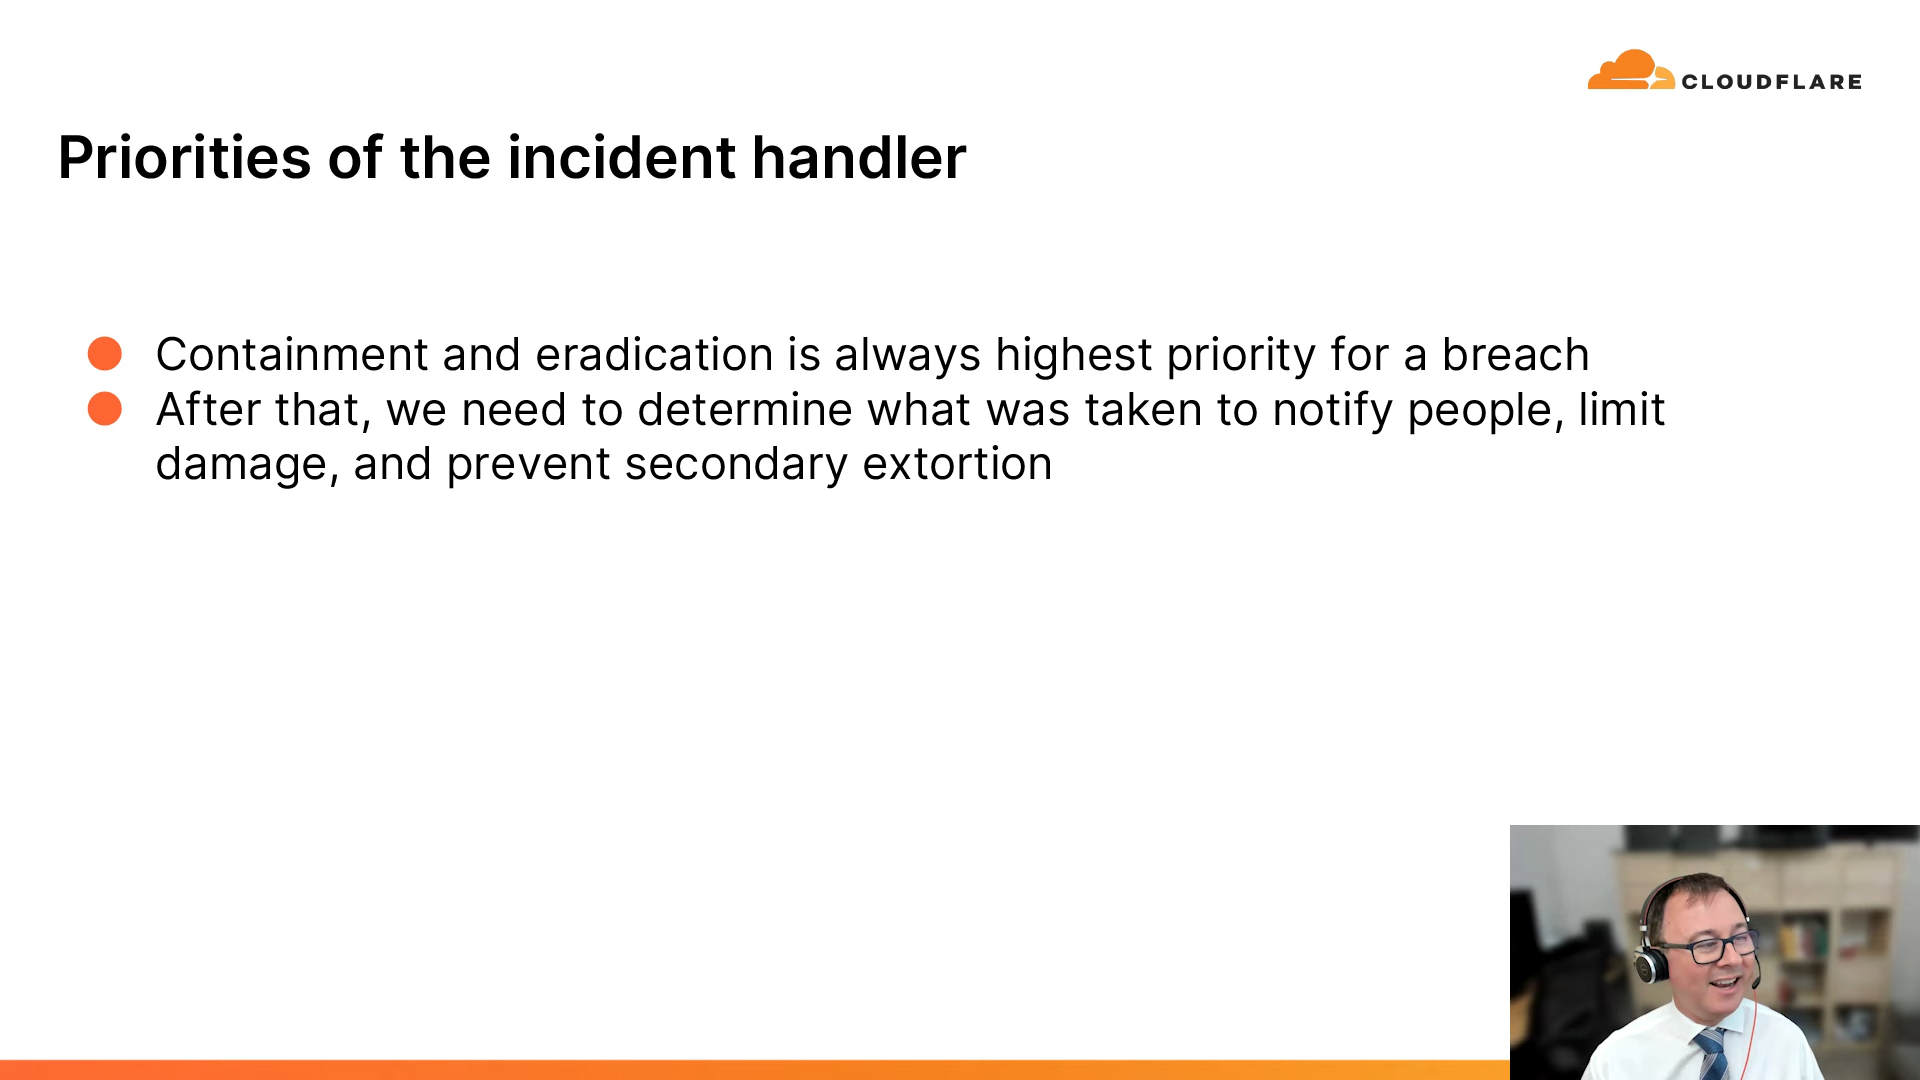 CLOUDFLARE
Priorities of the incident handler
● Containment and eradication is always highest priority for a breach
● After that, we need to determine what was taken to notify people, limit
damage, and prevent secondary extortion